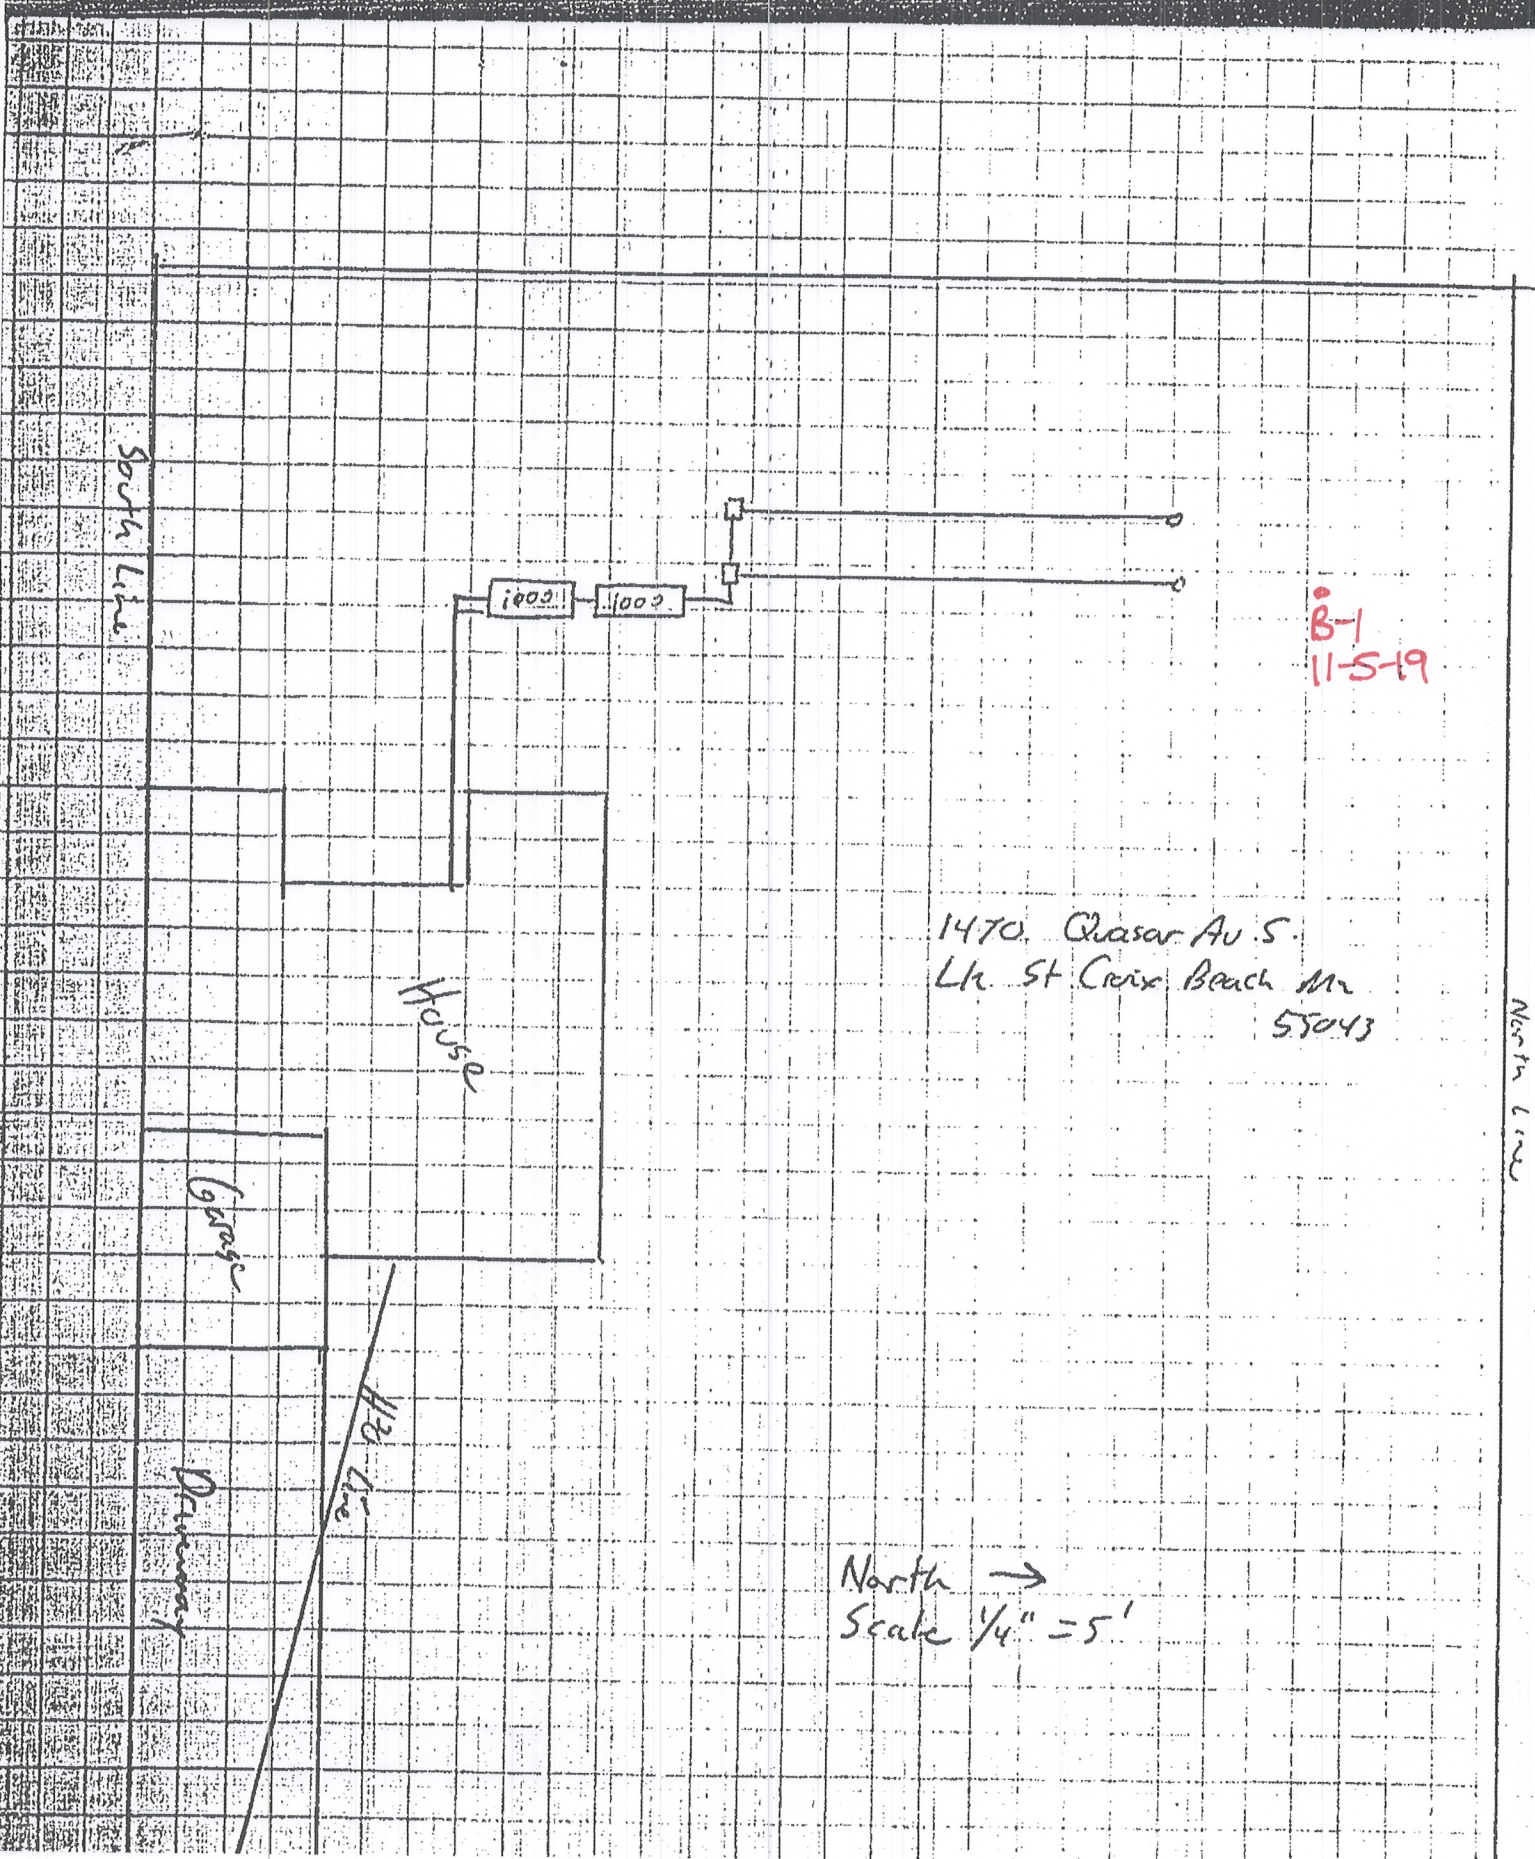 South Line
1000
1000
B-1
11-5-19
House
1470 Quasar Av. S.
Lk St Croix Beach Mn
55043
North Line
Garage
H20 Line
Driveway
North →
Scale 1/4" = 5'